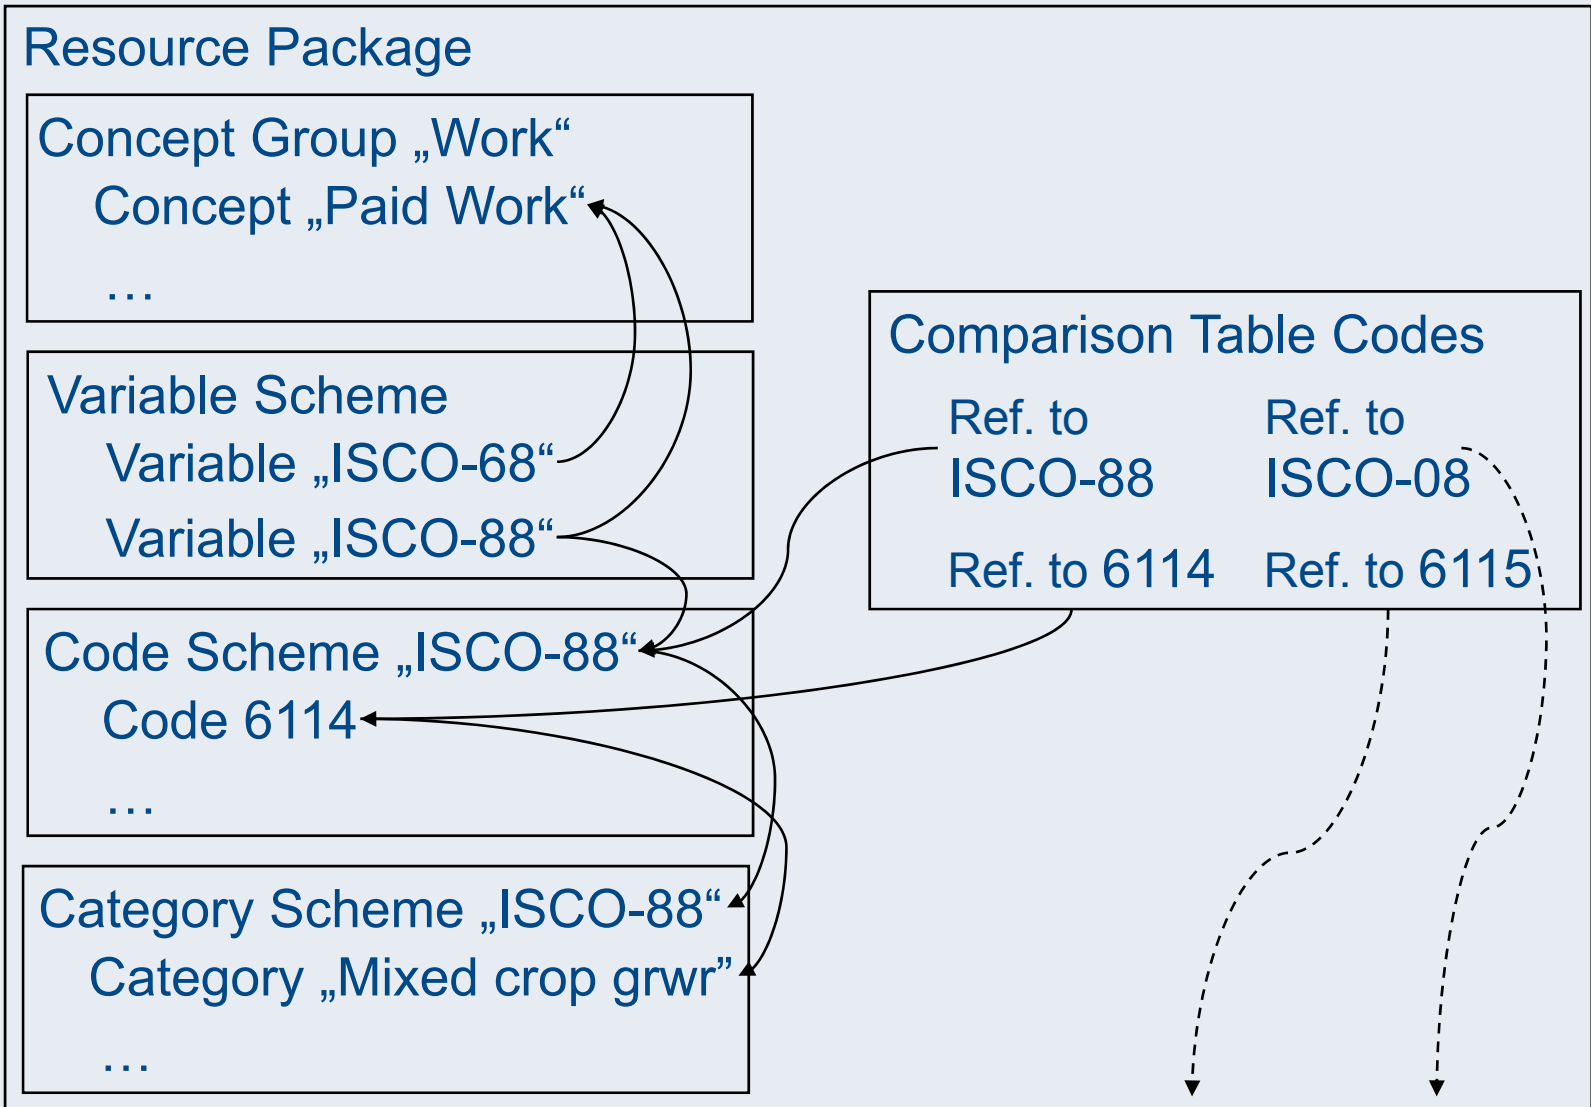 Resource Package
Concept Group „Work“
Concept „Paid Work“
…
Variable Scheme
Variable „ISCO-68“
Variable „ISCO-88“
Code Scheme „ISCO-88“
Code 6114
…
Category Scheme „ISCO-88“
Category „Mixed crop grwr”
…
Comparison Table Codes
Ref. to
ISCO-88
Ref. to
ISCO-08
Ref. to 6114
Ref. to 6115